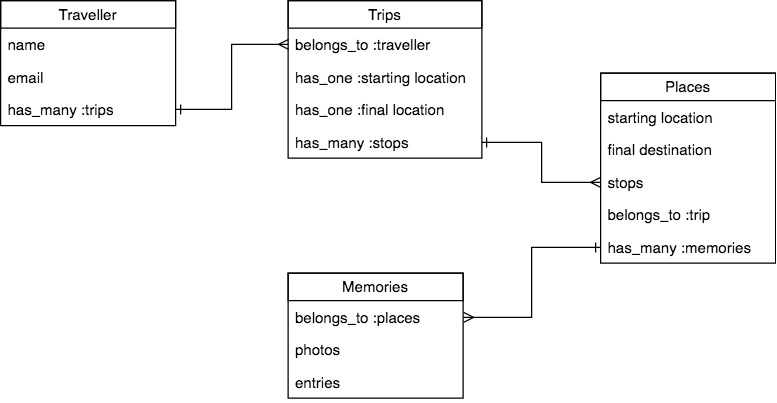 Traveller
name
email
has_many :trips
Trips
belongs_to :traveller
has_one :starting location
has_one :final location
has_many :stops
Places
starting location
final destination
stops
belongs_to :trip
has_many :memories
Memories
belongs_to :places
photos
entries